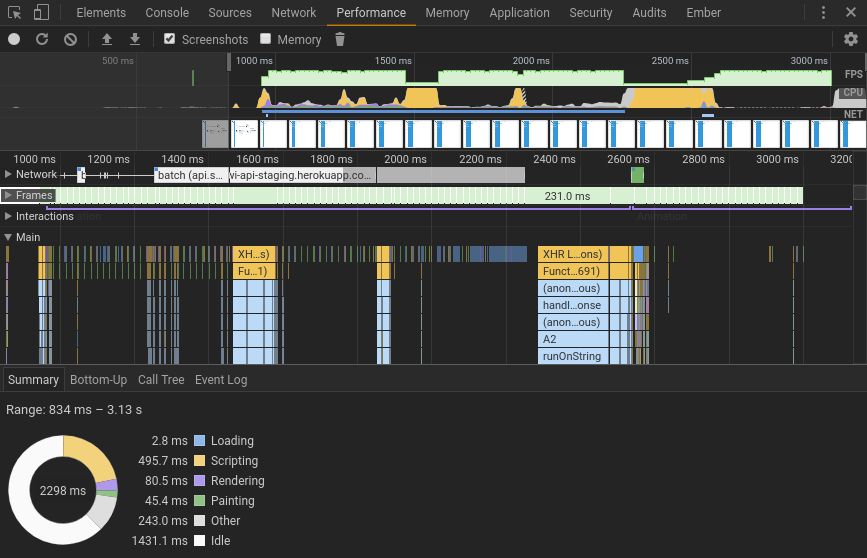 Elements Console Sources Network Performance Memory Application Security Audits Ember
Screenshots Memory
500 ms 1000 ms 1500 ms 2000 ms 2500 ms 3000 ms
FPS
CPU
NET
1000 ms 1200 ms 1400 ms 1600 ms 1800 ms 2000 ms 2200 ms 2400 ms 2600 ms 2800 ms 3000 ms 3200
Network batch (api.s... wi-api-staging.herokuapp.co...
Frames 231.0 ms
Interactions Animation
Main
XH...s) XHR L...ons)
Fu...1) Funct...691)
(anon...ous)
handl...onse
(anon...ous)
A2
runOnString
Summary Bottom-Up Call Tree Event Log
Range: 834 ms – 3.13 s
2298 ms
2.8 ms Loading
495.7 ms Scripting
80.5 ms Rendering
45.4 ms Painting
243.0 ms Other
1431.1 ms Idle